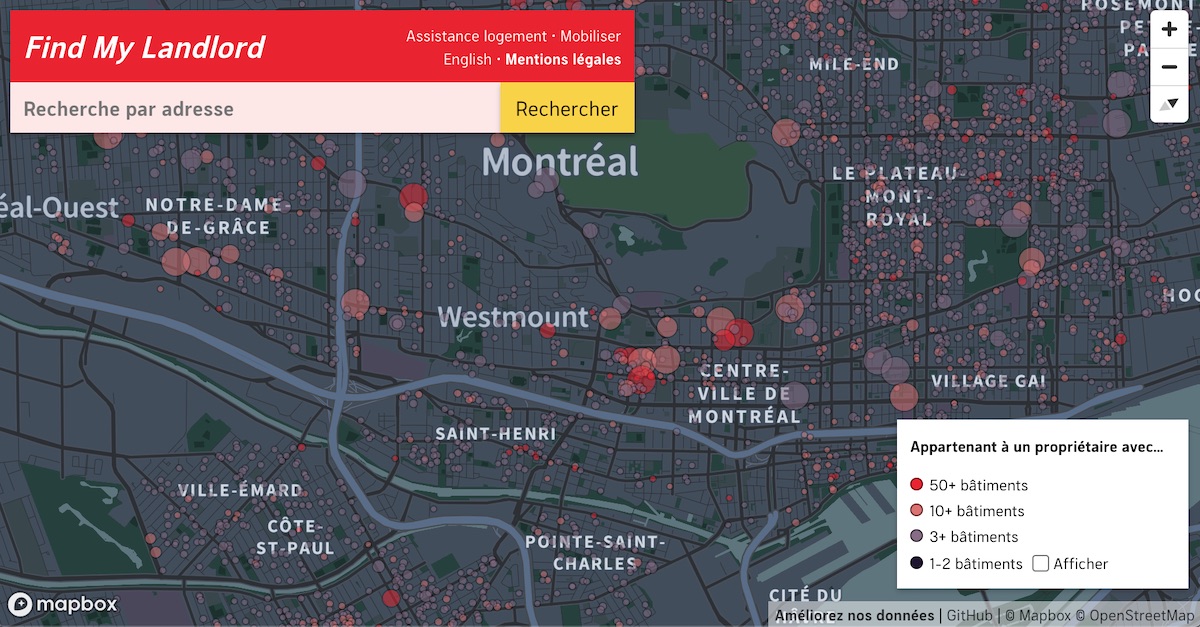 Find My Landlord
Assistance logement · Mobiliser
English · Mentions légales
Recherche par adresse
Rechercher
ROSEMONT
PE
PA
MILE-END
Montréal
LE PLATEAU-
MONT-
ROYAL
éal-Ouest
NOTRE-DAME-
DE-GRÂCE
HOC
Westmount
CENTRE-
VILLE DE
MONTRÉAL
VILLAGE GAI
SAINT-HENRI
VILLE-ÉMARD
CÔTE-
ST-PAUL
POINTE-SAINT-
CHARLES
CITÉ DU
HAVRE
Appartenant à un propriétaire avec...
50+ bâtiments
10+ bâtiments
3+ bâtiments
1-2 bâtiments Afficher
mapbox
Améliorez nos données | GitHub | © Mapbox © OpenStreetMap